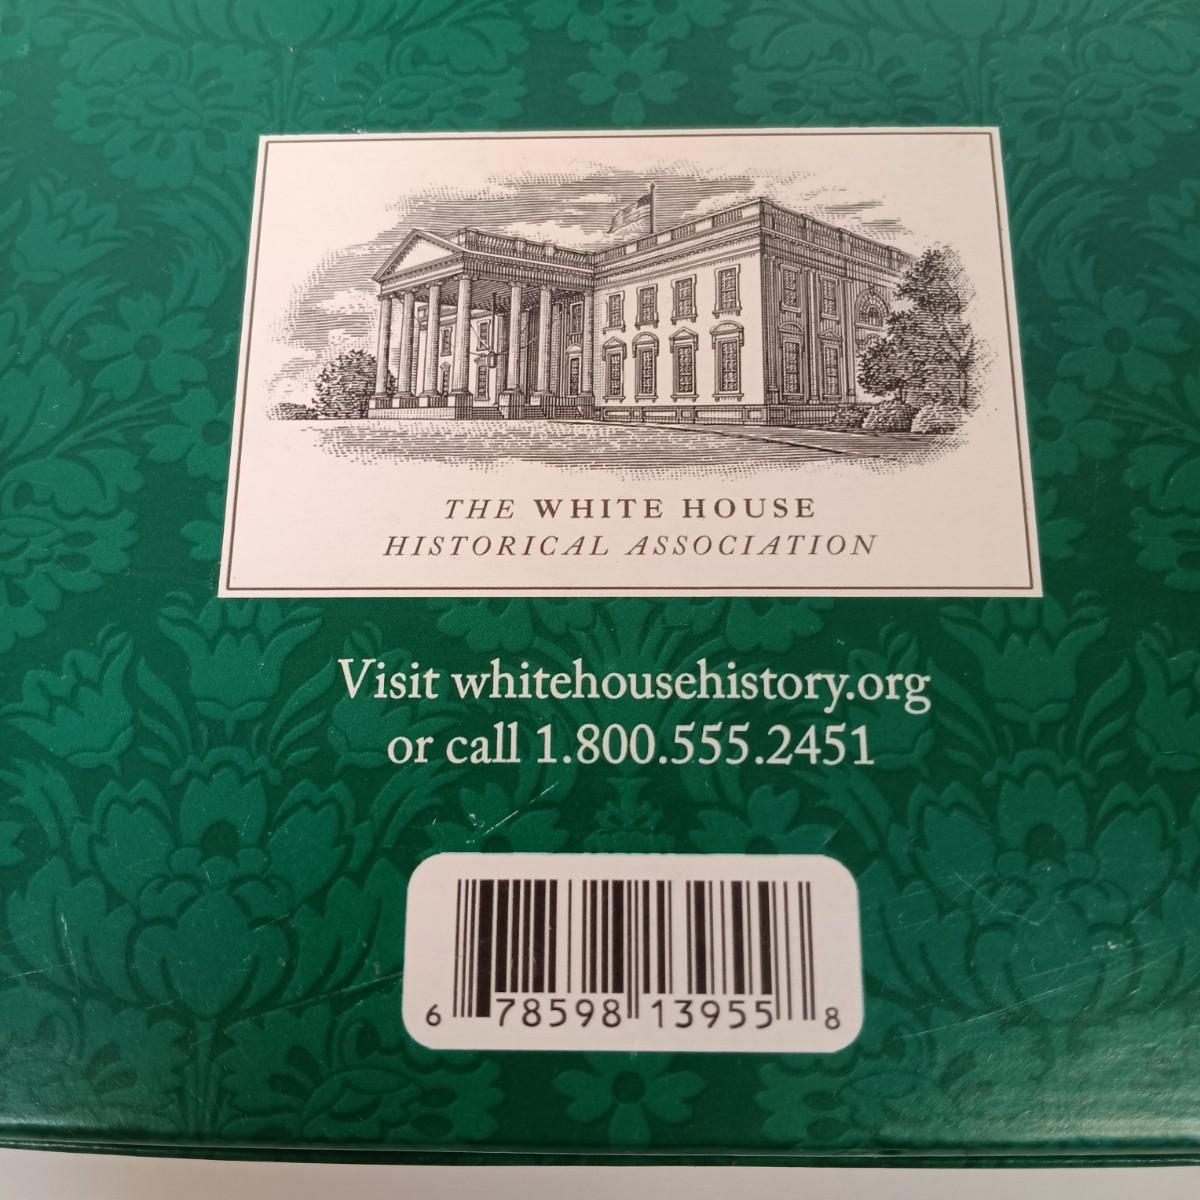 THE WHITE HOUSE
HISTORICAL ASSOCIATION
Visit whitehousehistory.org
or call 1.800.555.2451
6 78598 13955 8